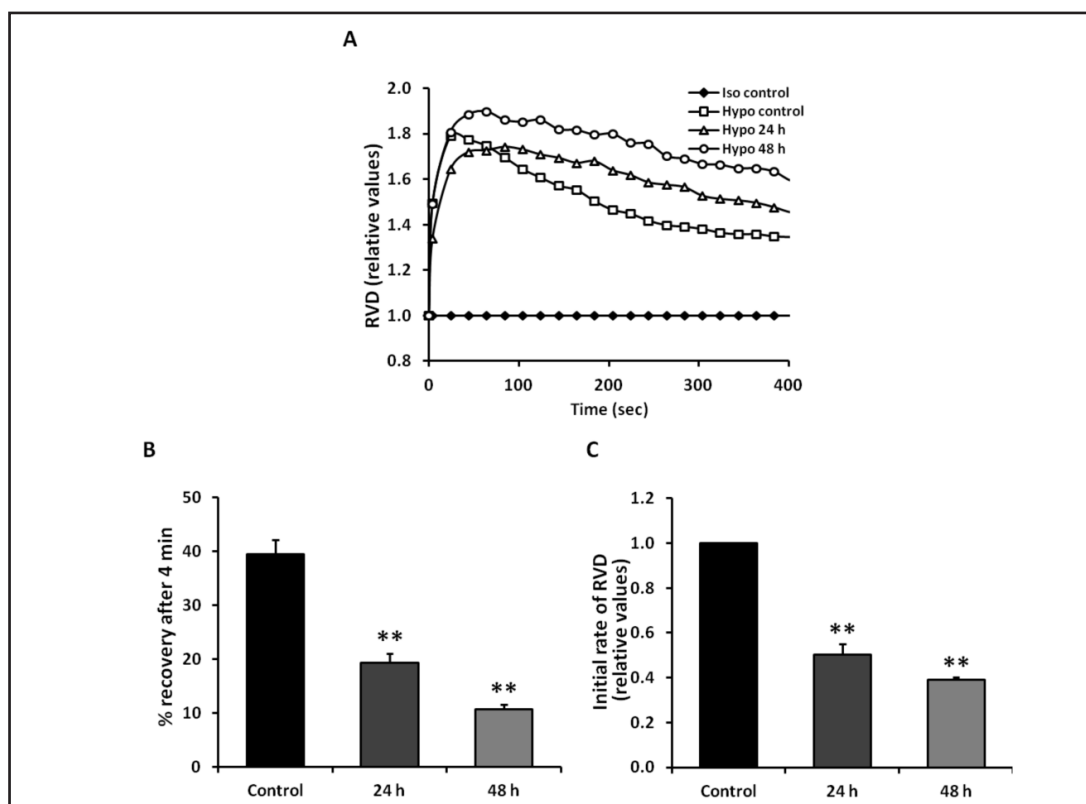 A
RVD (relative values)
2.0
1.8
1.6
1.4
1.2
1.0
0.8
0
100
200
300
400
Time (sec)
Iso control
Hypo control
Hypo 24 h
Hypo 48 h
B
% recovery after 4 min
50
40
30
20
10
0
**
**
Control
24 h
48 h
C
Initial rate of RVD
(relative values)
1.2
1.0
0.8
0.6
0.4
0.2
0.0
**
**
Control
24 h
48 h